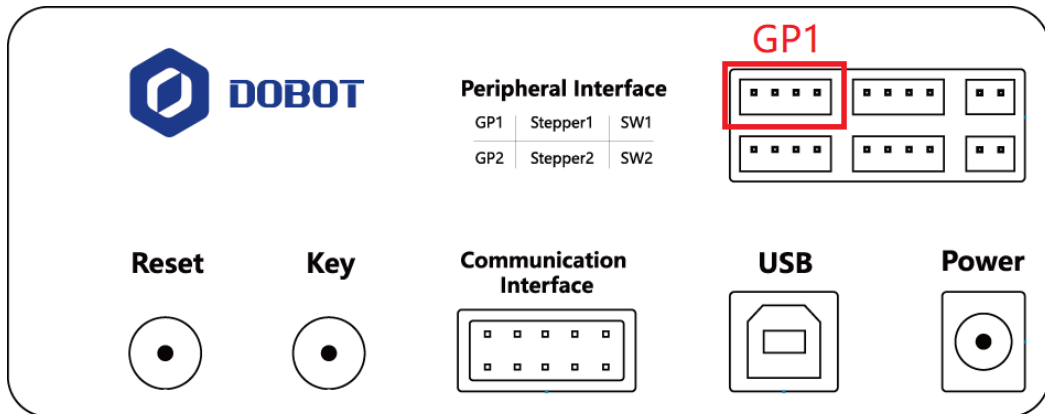 GP1
DOBOT
Peripheral Interface
GP1 Stepper1 SW1
GP2 Stepper2 SW2
Reset
Key
Communication
Interface
USB
Power